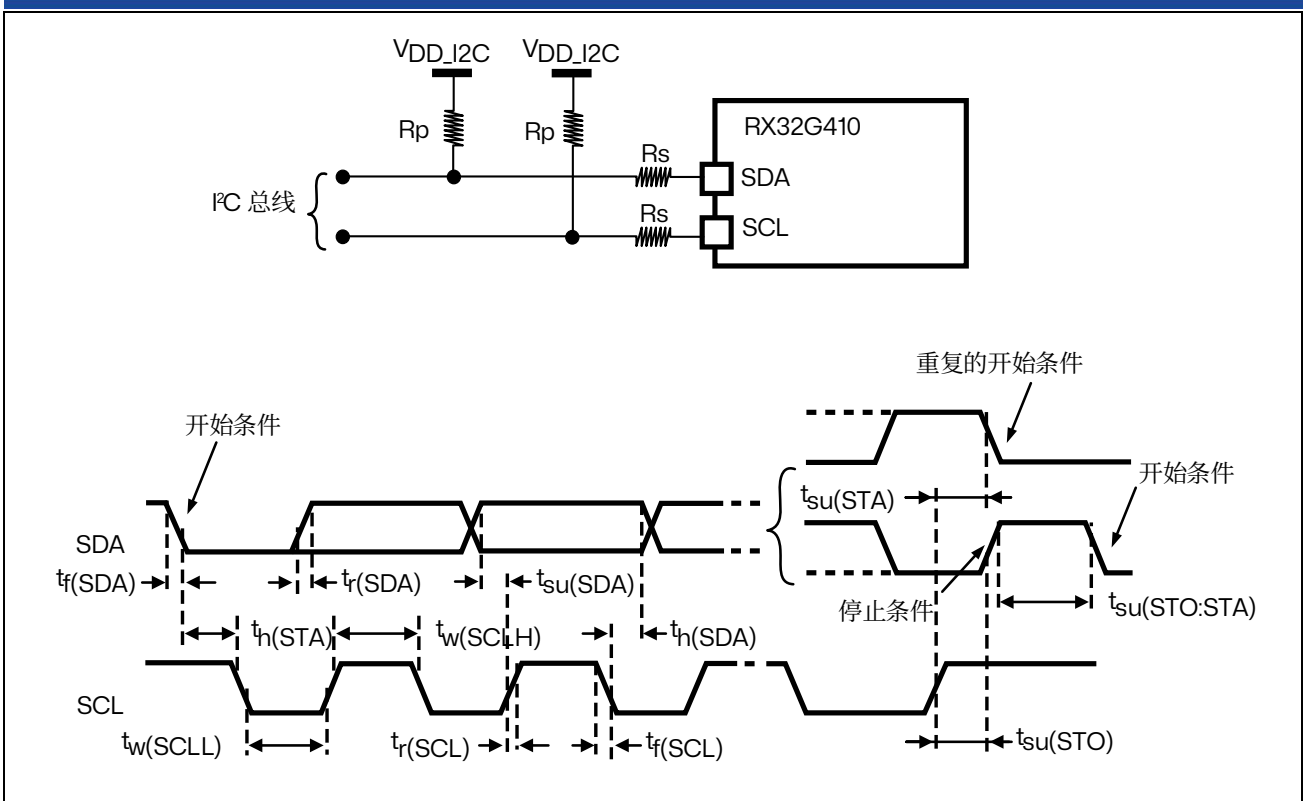 VDD_I2C
VDD_I2C
Rp
Rp
RX32G410
Rs
SDA
I²C 总线
Rs
SCL
重复的开始条件
开始条件
开始条件
tsu(STA)
SDA
tf(SDA)
tr(SDA)
tsu(SDA)
停止条件
tsu(STO:STA)
th(STA)
tw(SCLH)
th(SDA)
SCL
tw(SCLL)
tr(SCL)
tf(SCL)
tsu(STO)